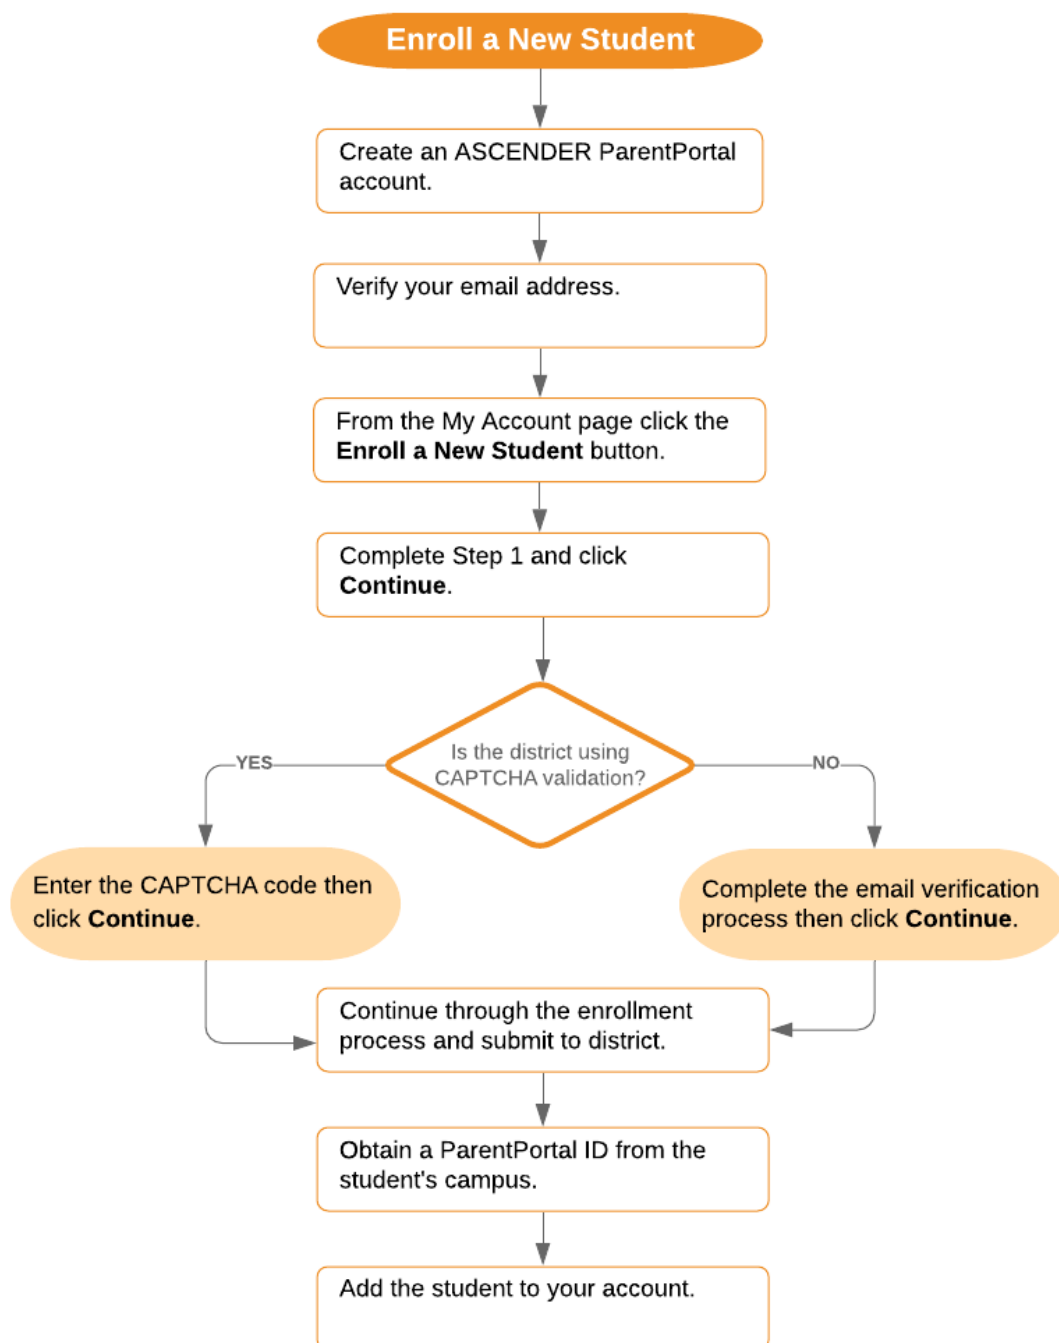 Enroll a New Student
Create an ASCENDER ParentPortal
account.
Verify your email address.
From the My Account page click the
Enroll a New Student button.
Complete Step 1 and click
Continue.
Is the district using
CAPTCHA validation?
YES
NO
Enter the CAPTCHA code then
click Continue.
Complete the email verification
process then click Continue.
Continue through the enrollment
process and submit to district.
Obtain a ParentPortal ID from the
student's campus.
Add the student to your account.